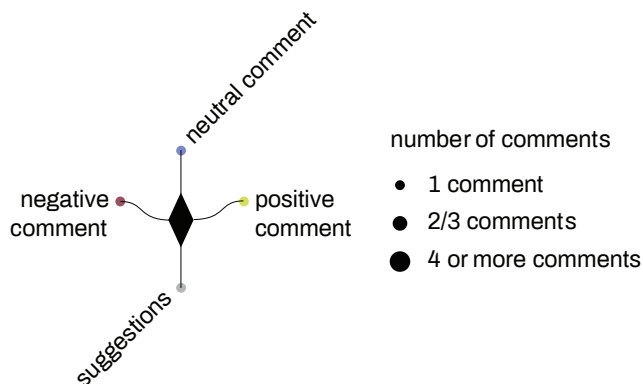 neutral comment
negative
comment
positive
comment
suggestions
number of comments
1 comment
2/3 comments
4 or more comments